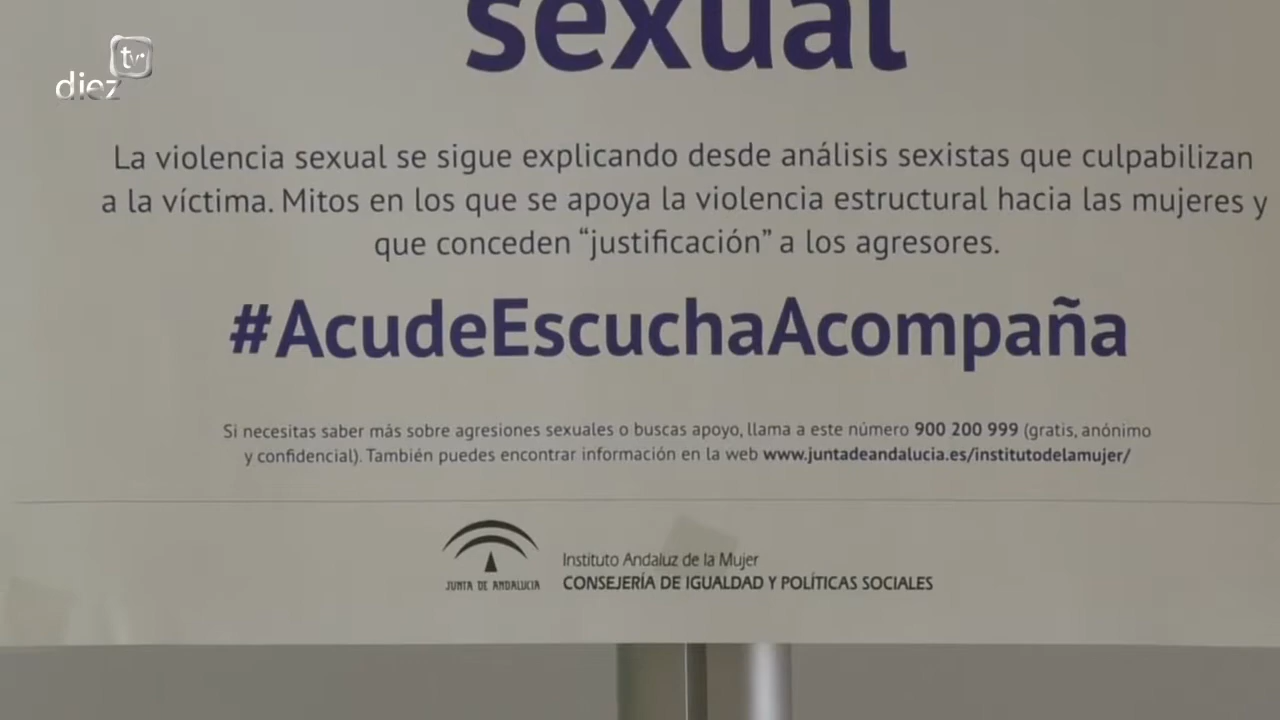 sexual
tv
diez
La violencia sexual se sigue explicando desde análisis sexistas que culpabilizan
a la víctima. Mitos en los que se apoya la violencia estructural hacia las mujeres y
que conceden “justificación” a los agresores.
#AcudeEscuchaAcompaña
Si necesitas saber más sobre agresiones sexuales o buscas apoyo, llama a este número 900 200 999 (gratis, anónimo
y confidencial). También puedes encontrar información en la web www.juntadeandalucia.es/institutodelamujer/
JUNTA DE ANDALUCIA
Instituto Andaluz de la Mujer
CONSEJERÍA DE IGUALDAD Y POLÍTICAS SOCIALES